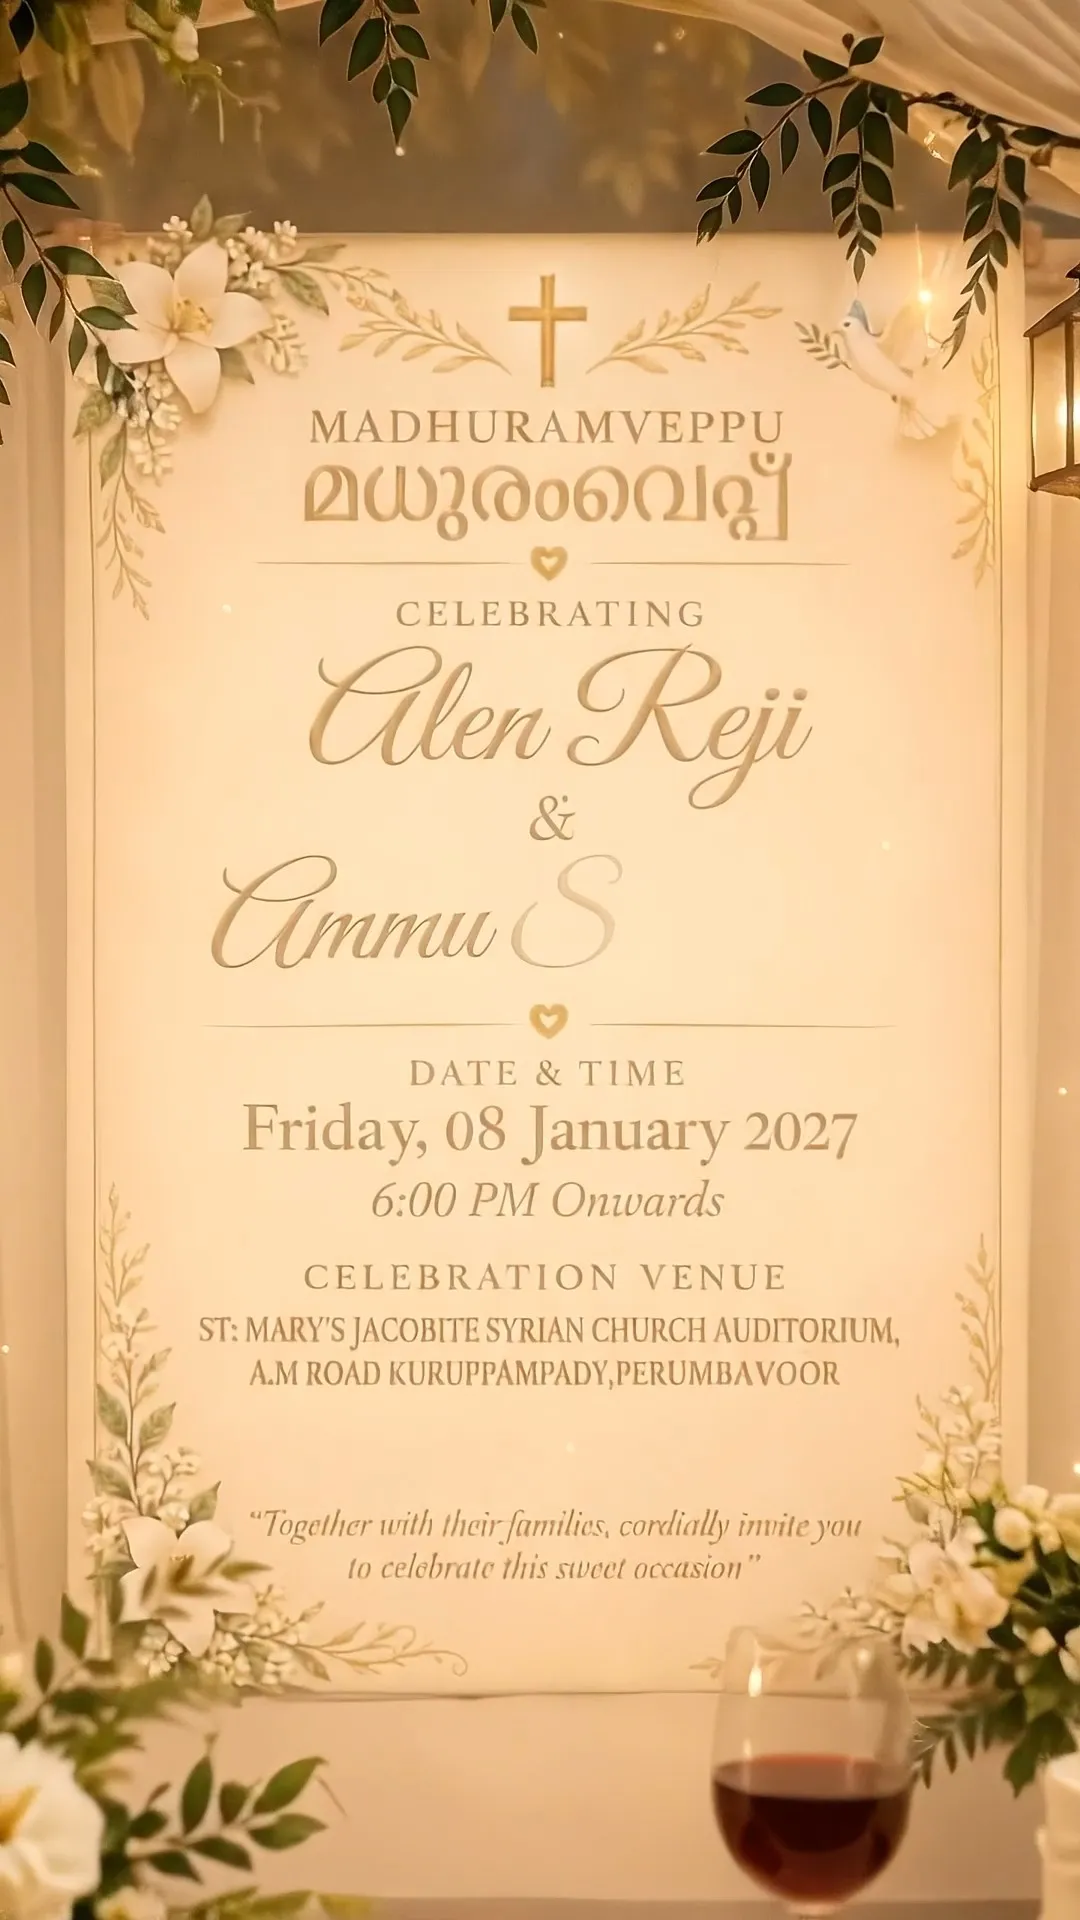 MADHURAMVEPPU
മധുരംവെപ്പ്
CELEBRATING
Alen Reji
&
Ammu S
DATE & TIME
Friday, 08 January 2027
6:00 PM Onwards
CELEBRATION VENUE
ST: MARY'S JACOBITE SYRIAN CHURCH AUDITORIUM,
A.M ROAD KURUPPAMPADY,PERUMBAVOOR
“Together with their families, cordially invite you
to celebrate this sweet occasion”